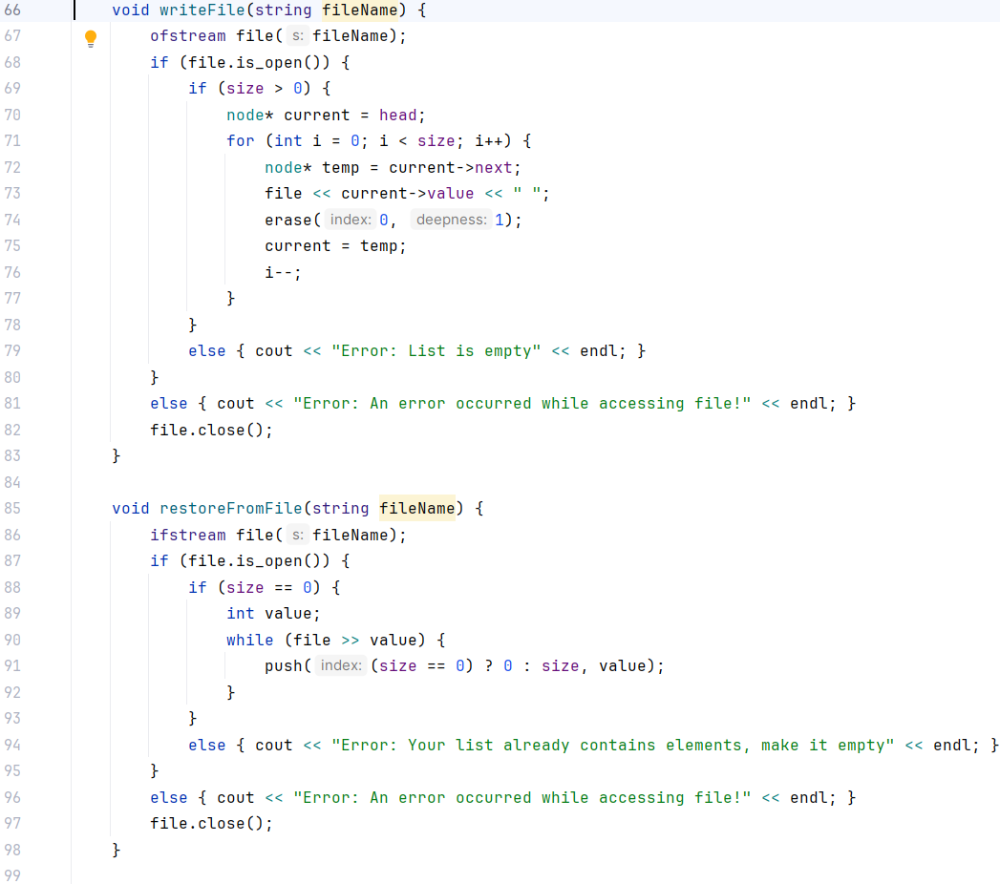 66 void writeFile(string fileName) {
67 ofstream file( s: fileName);
68 if (file.is_open()) {
69 if (size > 0) {
70 node* current = head;
71 for (int i = 0; i < size; i++) {
72 node* temp = current->next;
73 file << current->value << " ";
74 erase( index: 0, deepness: 1);
75 current = temp;
76 i--;
77 }
78 }
79 else { cout << "Error: List is empty" << endl; }
80 }
81 else { cout << "Error: An error occurred while accessing file!" << endl; }
82 file.close();
83 }
84
85 void restoreFromFile(string fileName) {
86 ifstream file( s: fileName);
87 if (file.is_open()) {
88 if (size == 0) {
89 int value;
90 while (file >> value) {
91 push( index: (size == 0) ? 0 : size, value);
92 }
93 }
94 else { cout << "Error: Your list already contains elements, make it empty" << endl; }
95 }
96 else { cout << "Error: An error occurred while accessing file!" << endl; }
97 file.close();
98 }
99